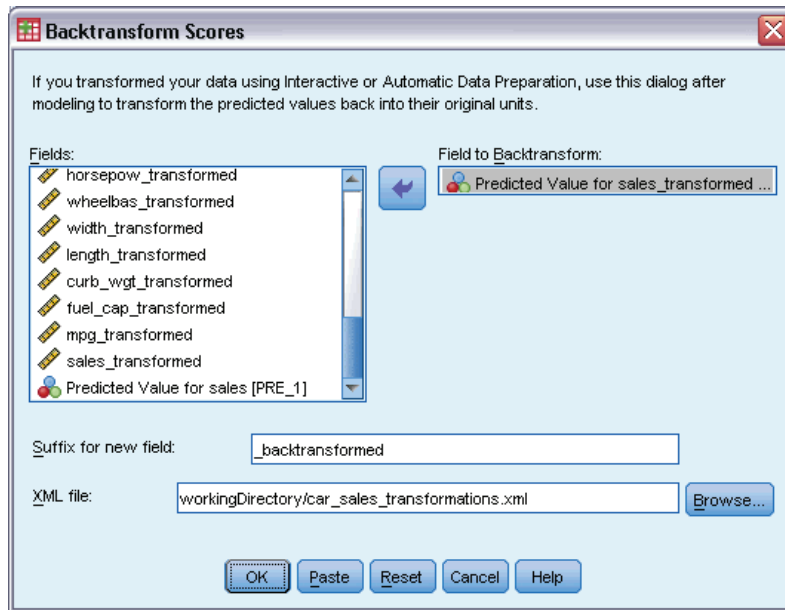 Backtransform Scores
If you transformed your data using Interactive or Automatic Data Preparation, use this dialog after
modeling to transform the predicted values back into their original units.
Fields:
horsepow_transformed
wheelbas_transformed
width_transformed
length_transformed
curb_wgt_transformed
fuel_cap_transformed
mpg_transformed
sales_transformed
Predicted Value for sales [PRE_1]
Field to Backtransform:
Predicted Value for sales_transformed ...
Suffix for new field:
_backtransformed
XML file:
workingDirectory/car_sales_transformations.xml
Browse...
OK
Paste
Reset
Cancel
Help